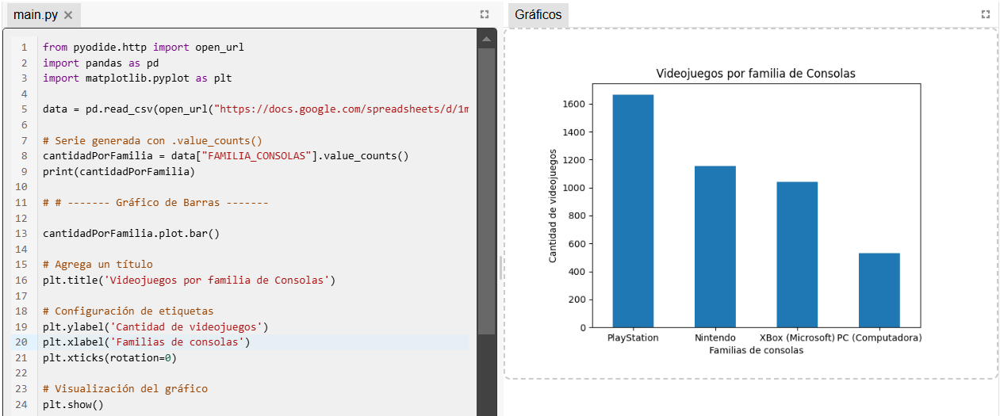 main.py ×
1 from pyodide.http import open_url
2 import pandas as pd
3 import matplotlib.pyplot as plt
4
5 data = pd.read_csv(open_url("https://docs.google.com/spreadsheets/d/1m
6
7 # Serie generada con .value_counts()
8 cantidadPorFamilia = data["FAMILIA_CONSOLAS"].value_counts()
9 print(cantidadPorFamilia)
10
11 # # ------- Gráfico de Barras -------
12
13 cantidadPorFamilia.plot.bar()
14
15 # Agrega un título
16 plt.title('Videojuegos por familia de Consolas')
17
18 # Configuración de etiquetas
19 plt.ylabel('Cantidad de videojuegos')
20 plt.xlabel('Familias de consolas')
21 plt.xticks(rotation=0)
22
23 # Visualización del gráfico
24 plt.show()
Gráficos
Videojuegos por familia de Consolas
Cantidad de videojuegos
1600
1400
1200
1000
800
600
400
200
0
PlayStation Nintendo XBox (Microsoft) PC (Computadora)
Familias de consolas